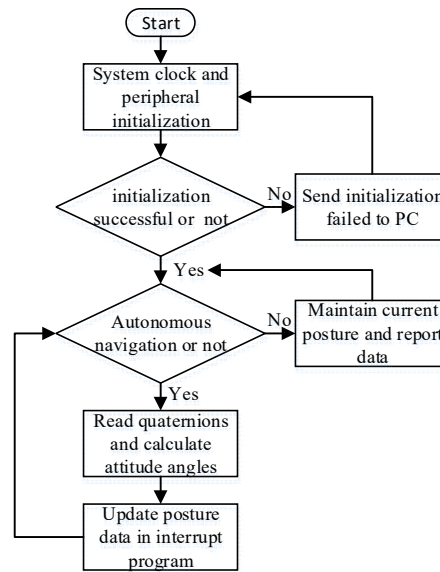 Start
System clock and
peripheral
initialization
initialization
successful or not
No
Send initialization
failed to PC
Yes
Autonomous
navigation or not
No
Maintain current
posture and report
data
Yes
Read quaternions
and calculate
attitude angles
Update posture
data in interrupt
program